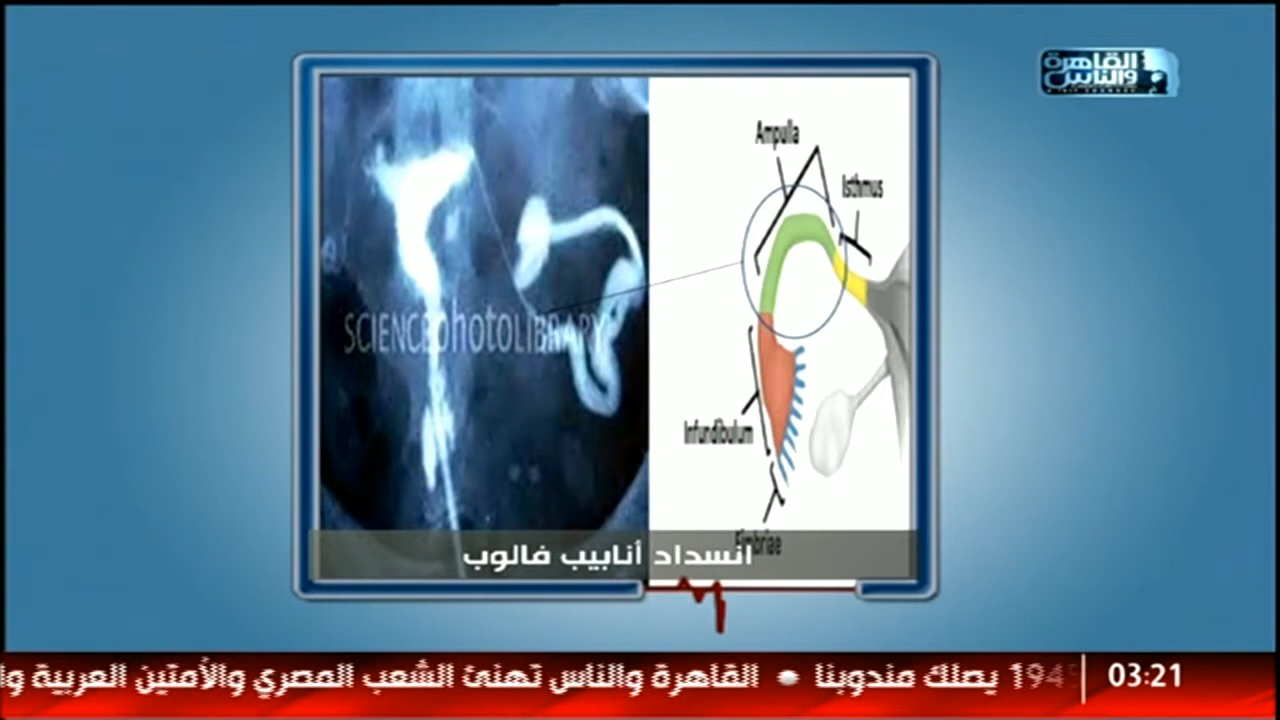 القاهرة
والناس
Ampulla
Isthmus
SCIENCEphotoLIBRARY
Infundibulum
Fimbriae
انسداد أنابيب فالوب
03:21
194 يصلك مندوبنا • القاهرة والناس تهنئ الشعب المصري والأمتين العربية وا